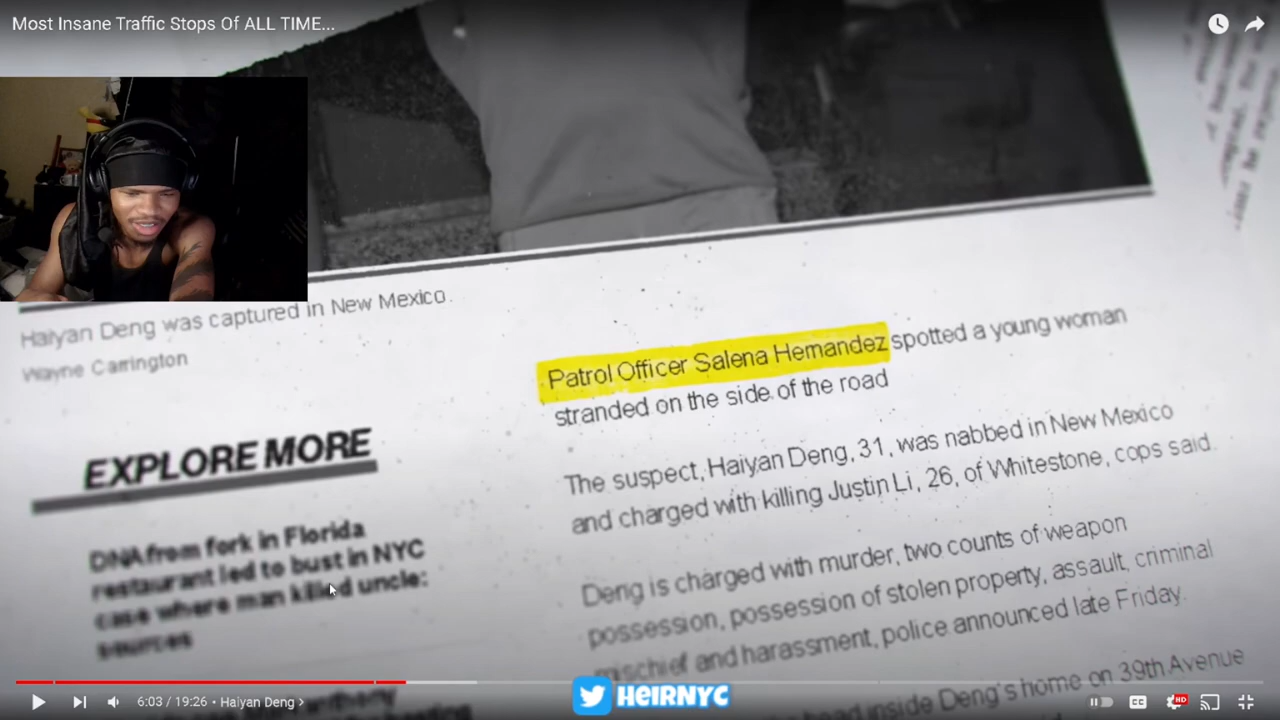 Most Insane Traffic Stops Of ALL TIME...
Haiyan Deng was captured in New Mexico.
Wayne Carrington
EXPLORE MORE
DNA from fork in Florida
restaurant led to bust in NYC
case where man killed uncle:
sources
Patrol Officer Salena Hernandez spotted a young woman
stranded on the side of the road
The suspect, Haiyan Deng, 31, was nabbed in New Mexico
and charged with killing Justin Li, 26, of Whitestone, cops said.
Deng is charged with murder, two counts of weapon
possession, possession of stolen property, assault, criminal
mischief and harassment, police announced late Friday.
head inside Deng's home on 39th Avenue
6:03 / 19:26 • Haiyan Deng >
HEIRNYC
CC
HD